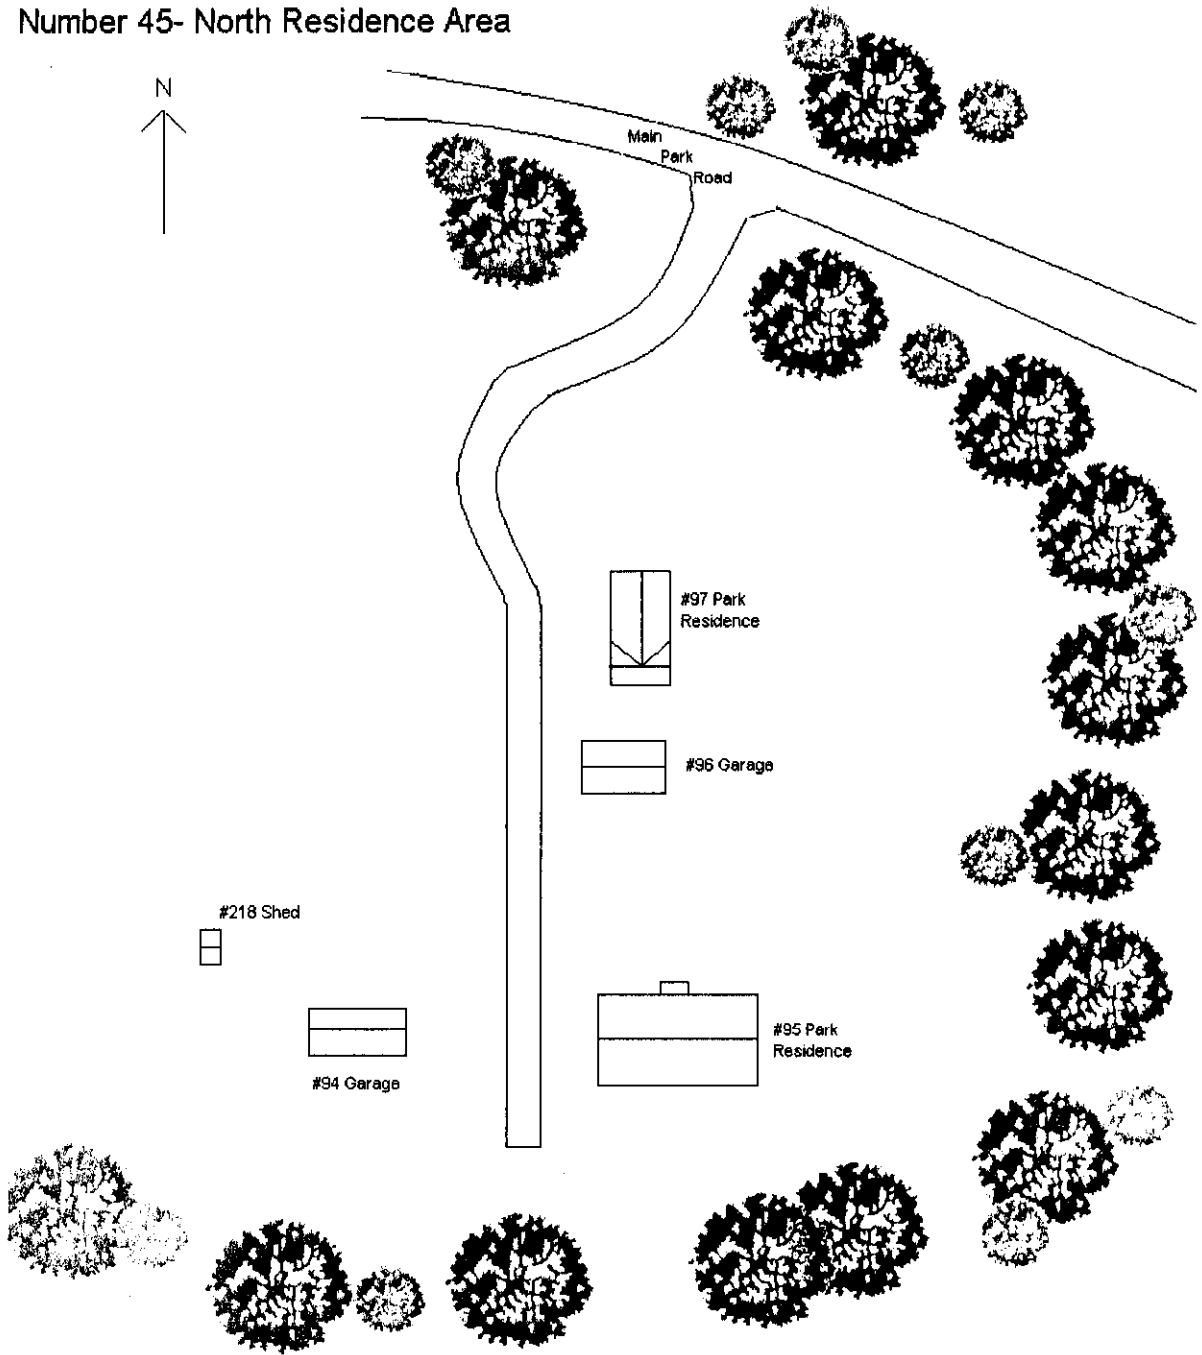 Number 45- North Residence Area
N
Main
Park
Road
#97 Park
Residence
#96 Garage
#218 Shed
#95 Park
Residence
#94 Garage